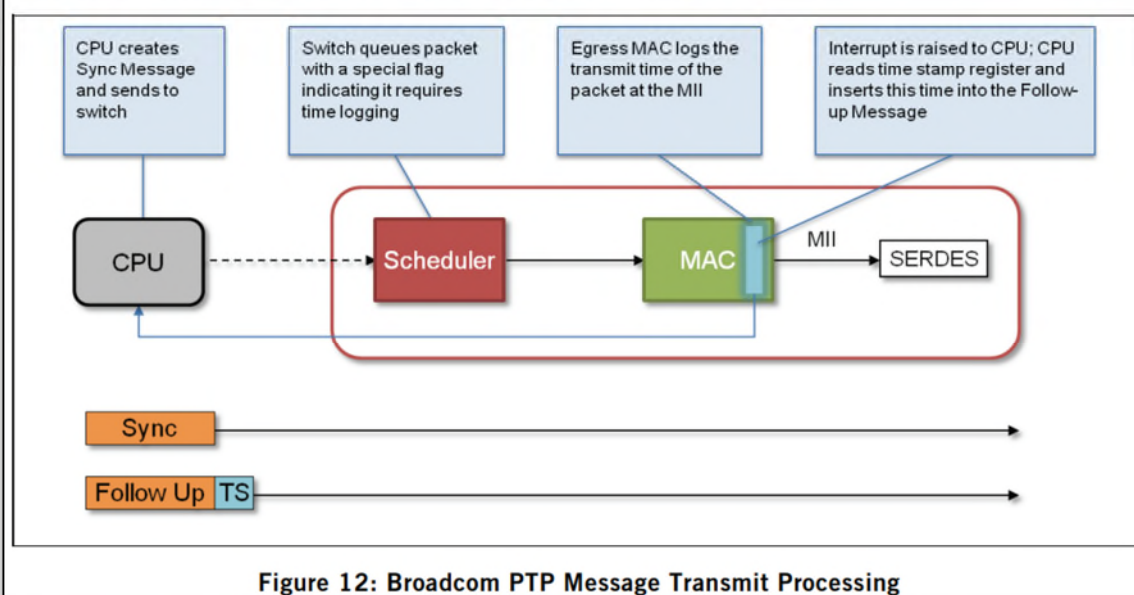 CPU creates
Sync Message
and sends to
switch
Switch queues packet
with a special flag
indicating it requires
time logging
Egress MAC logs the
transmit time of the
packet at the MII
Interrupt is raised to CPU; CPU
reads time stamp register and
inserts this time into the Follow-
up Message
CPU
Scheduler
MAC
MII
SERDES
Sync
Follow Up TS
Figure 12: Broadcom PTP Message Transmit Processing